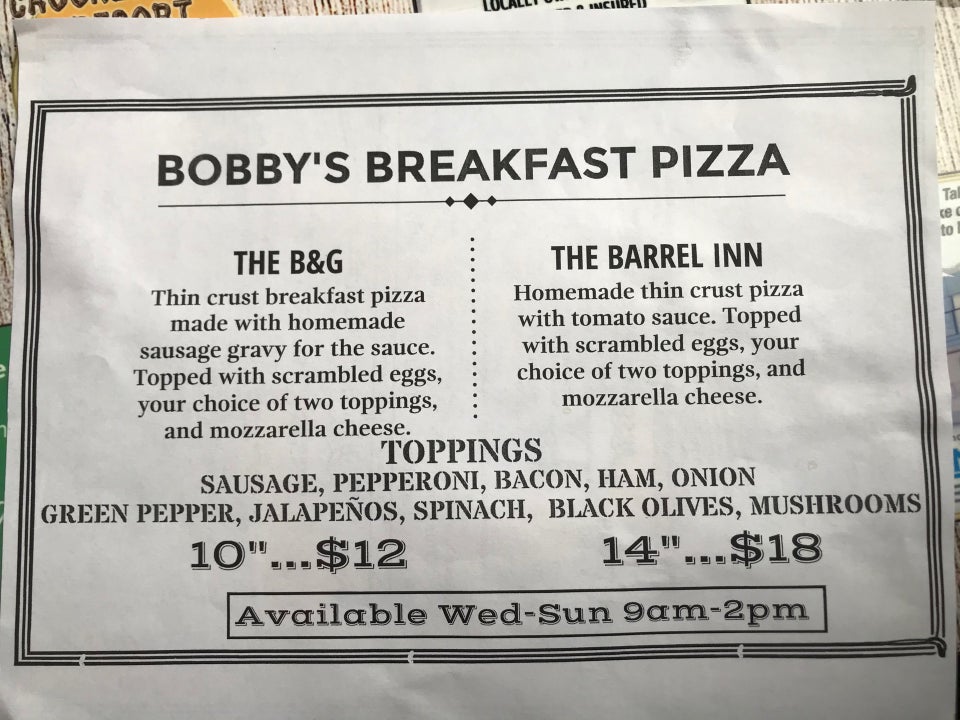 LOCALLY
& INSURED
BOBBY'S BREAKFAST PIZZA
THE B&G
Thin crust breakfast pizza
made with homemade
sausage gravy for the sauce.
Topped with scrambled eggs,
your choice of two toppings,
and mozzarella cheese.
THE BARREL INN
Homemade thin crust pizza
with tomato sauce. Topped
with scrambled eggs, your
choice of two toppings, and
mozzarella cheese.
TOPPINGS
SAUSAGE, PEPPERONI, BACON, HAM, ONION
GREEN PEPPER, JALAPEÑOS, SPINACH, BLACK OLIVES, MUSHROOMS
10"...$12
14"...$18
Available Wed-Sun 9am-2pm